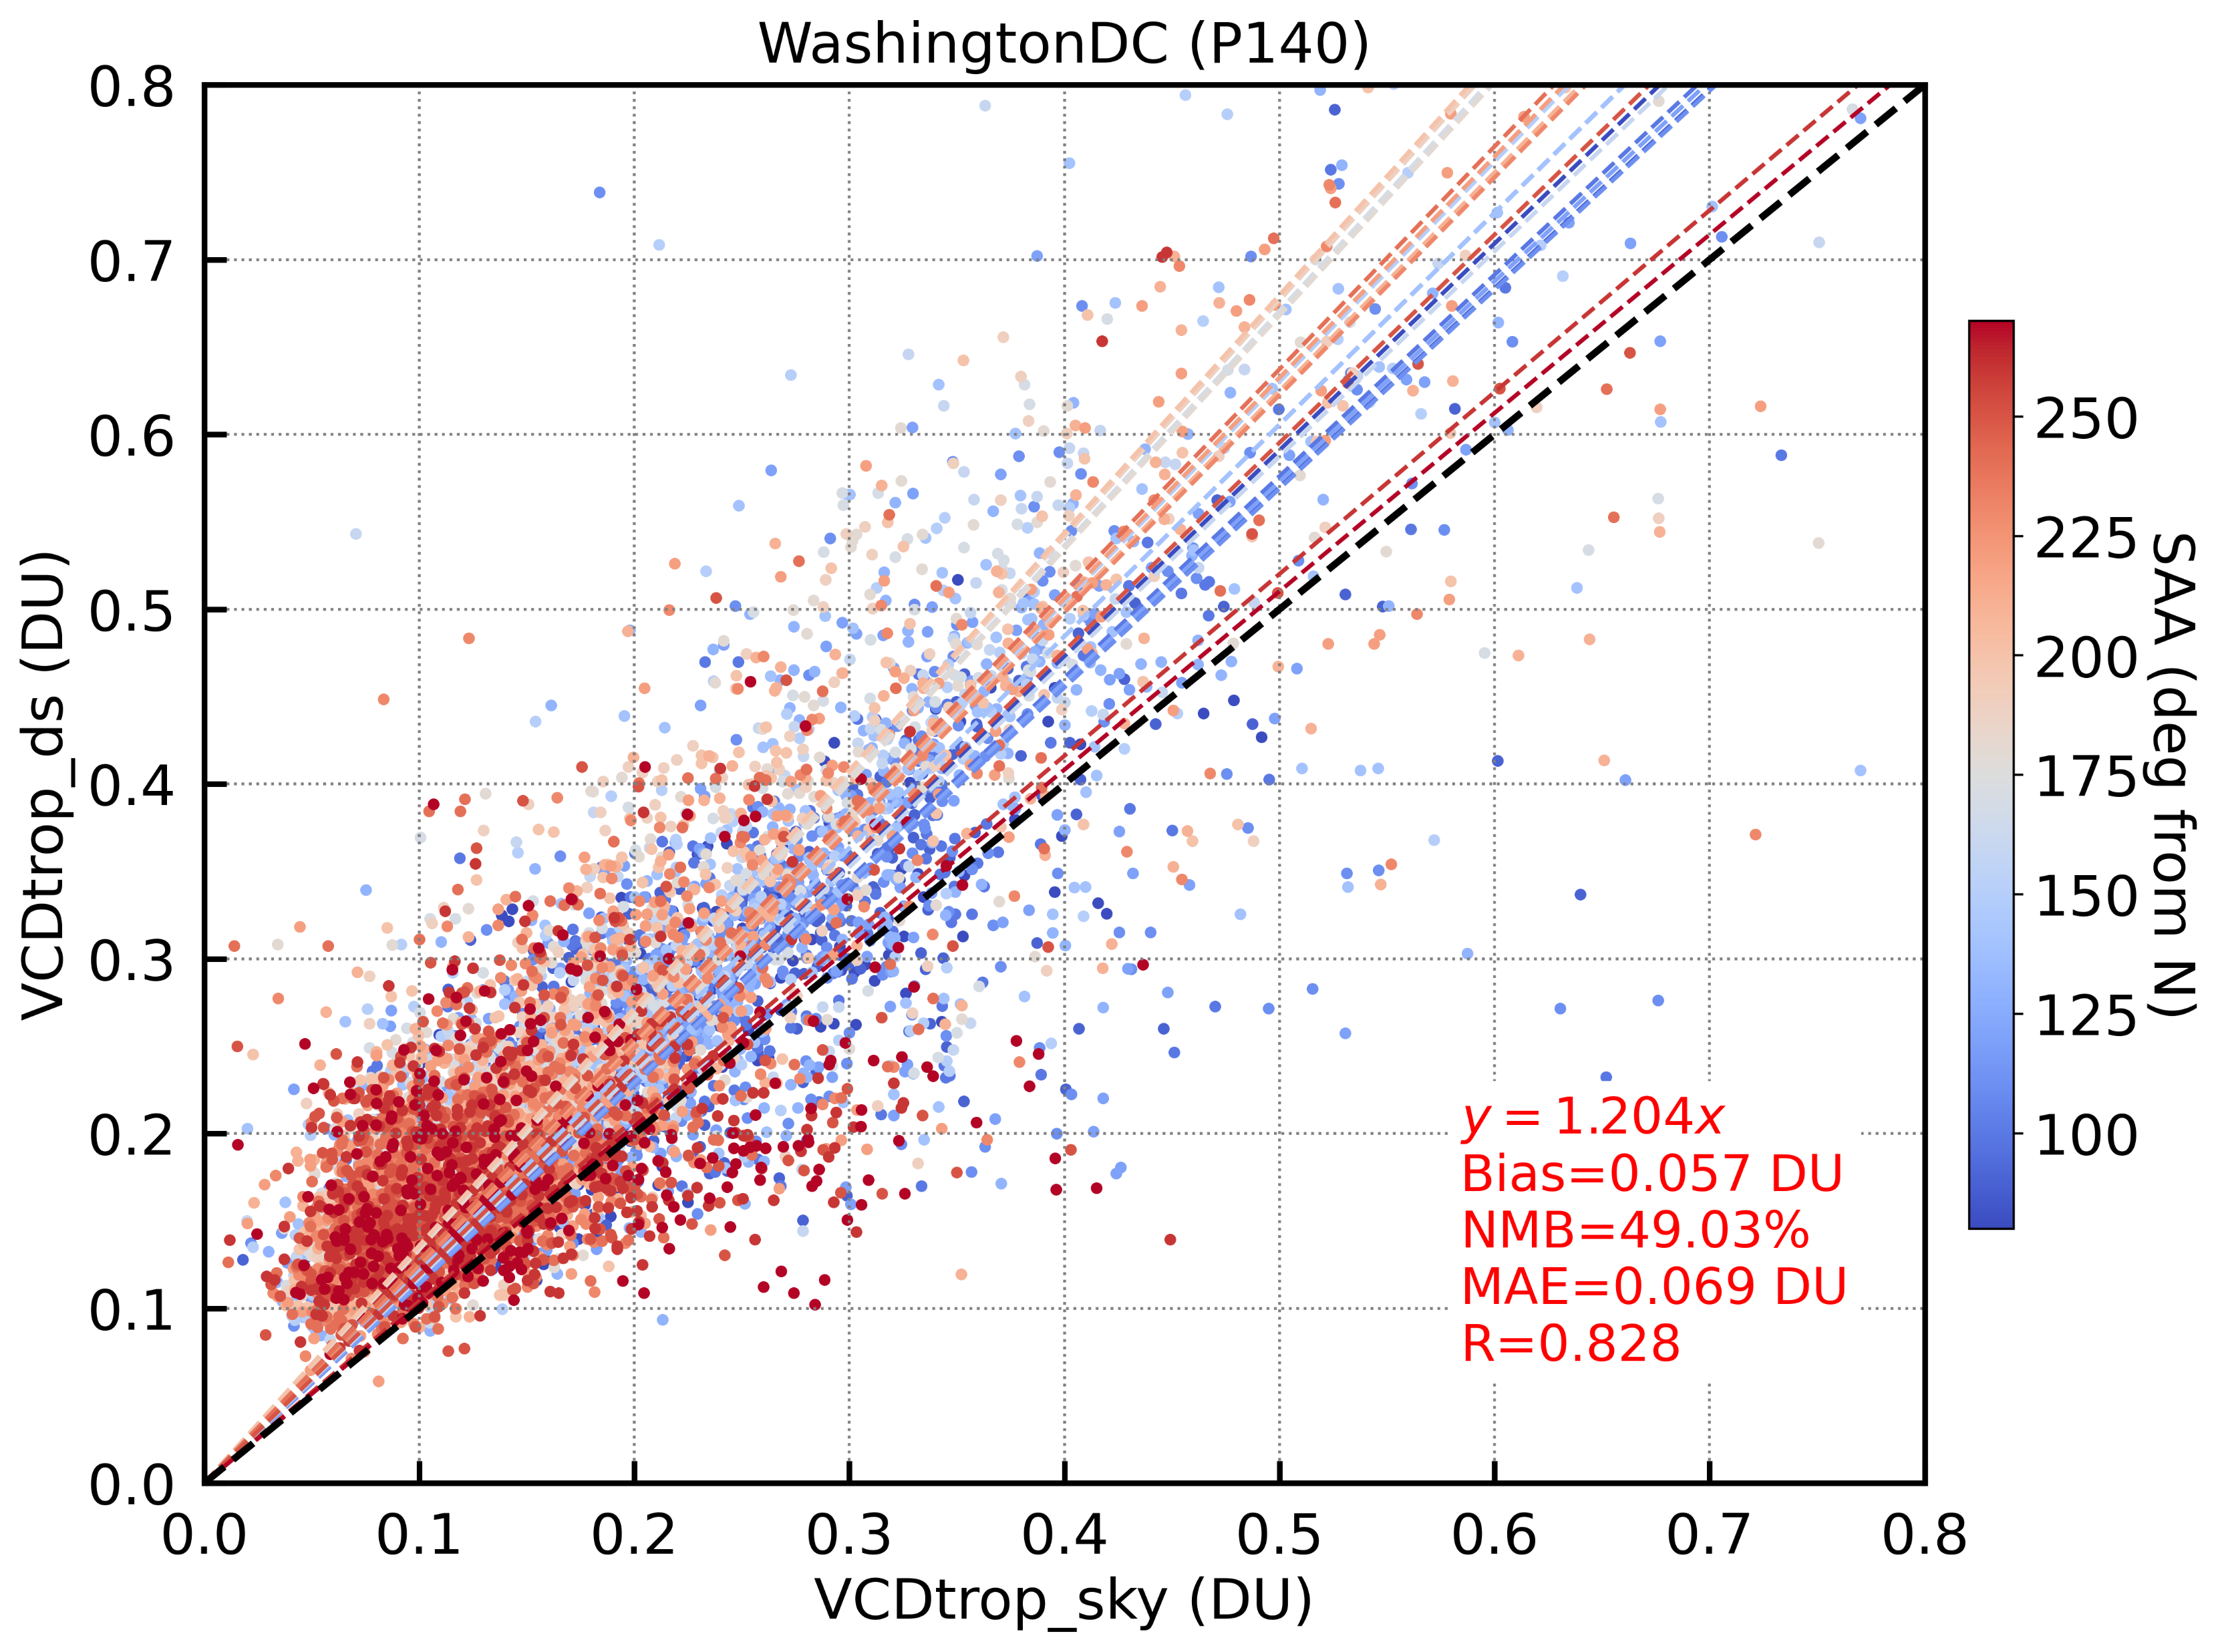 WashingtonDC (P140)
0.8
0.7
0.6
0.5
0.4
0.3
0.2
0.1
0.0
VCDtrop_ds (DU)
0.0 0.1 0.2 0.3 0.4 0.5 0.6 0.7 0.8
VCDtrop_sky (DU)
y = 1.204x
Bias=0.057 DU
NMB=49.03%
MAE=0.069 DU
R=0.828
250
225
200
175
150
125
100
SAA (deg from N)